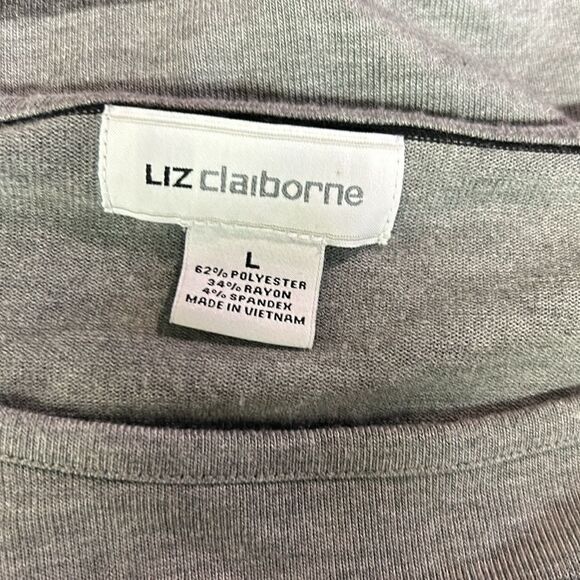 LIZ claiborne
L
62% POLYESTER
34% RAYON
4% SPANDEX
MADE IN VIETNAM